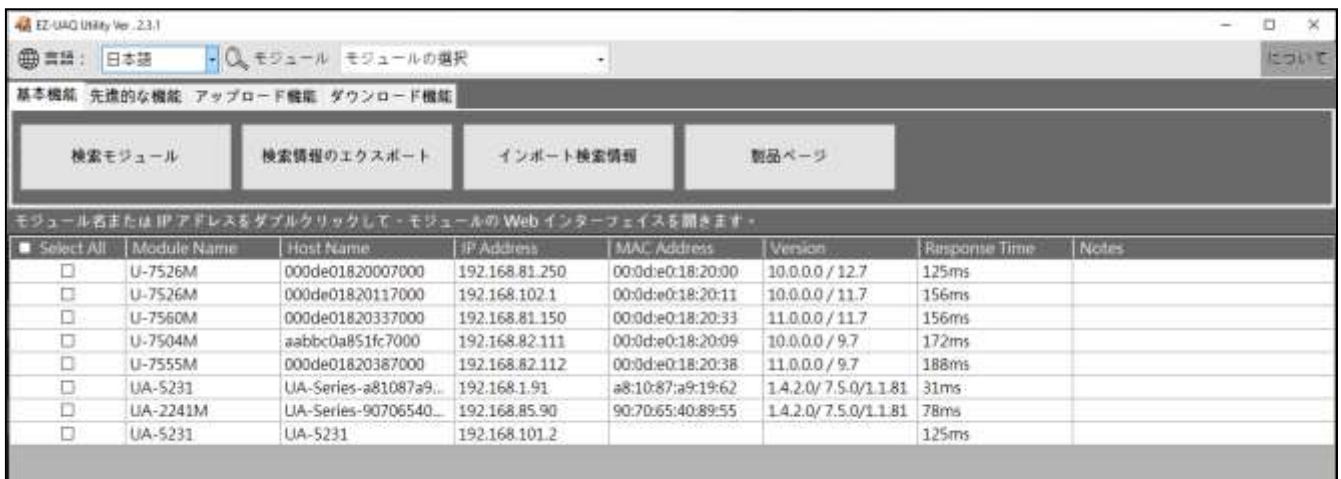 EZ-UAQ Utility Ver .2.3.1
言語： 日本語 モジュール モジュールの選択 について
基本機能 先進的な機能 アップロード機能 ダウンロード機能
検索モジュール 検索情報のエクスポート インポート検索情報 製品ページ
モジュール名または IP アドレスをダブルクリックして・モジュールの Web インターフェイスを開きます・
Select All Module Name Host Name IP Address MAC Address Version Response Time Notes
U-7526M 000de01820007000 192.168.81.250 00:0d:e0:18:20:00 10.0.0.0 / 12.7 125ms
U-7526M 000de01820117000 192.168.102.1 00:0d:e0:18:20:11 10.0.0.0 / 11.7 156ms
U-7560M 000de01820337000 192.168.81.150 00:0d:e0:18:20:33 11.0.0.0 / 11.7 156ms
U-7504M aabbc0a851fc7000 192.168.82.111 00:0d:e0:18:20:09 10.0.0.0 / 9.7 172ms
U-7555M 000de01820387000 192.168.82.112 00:0d:e0:18:20:38 11.0.0.0 / 9.7 188ms
UA-5231 UA-Series-a81087a9... 192.168.1.91 a8:10:87:a9:19:62 1.4.2.0/ 7.5.0/1.1.81 31ms
UA-2241M UA-Series-90706540... 192.168.85.90 90:70:65:40:89:55 1.4.2.0/ 7.5.0/1.1.81 78ms
UA-5231 UA-5231 192.168.101.2 125ms